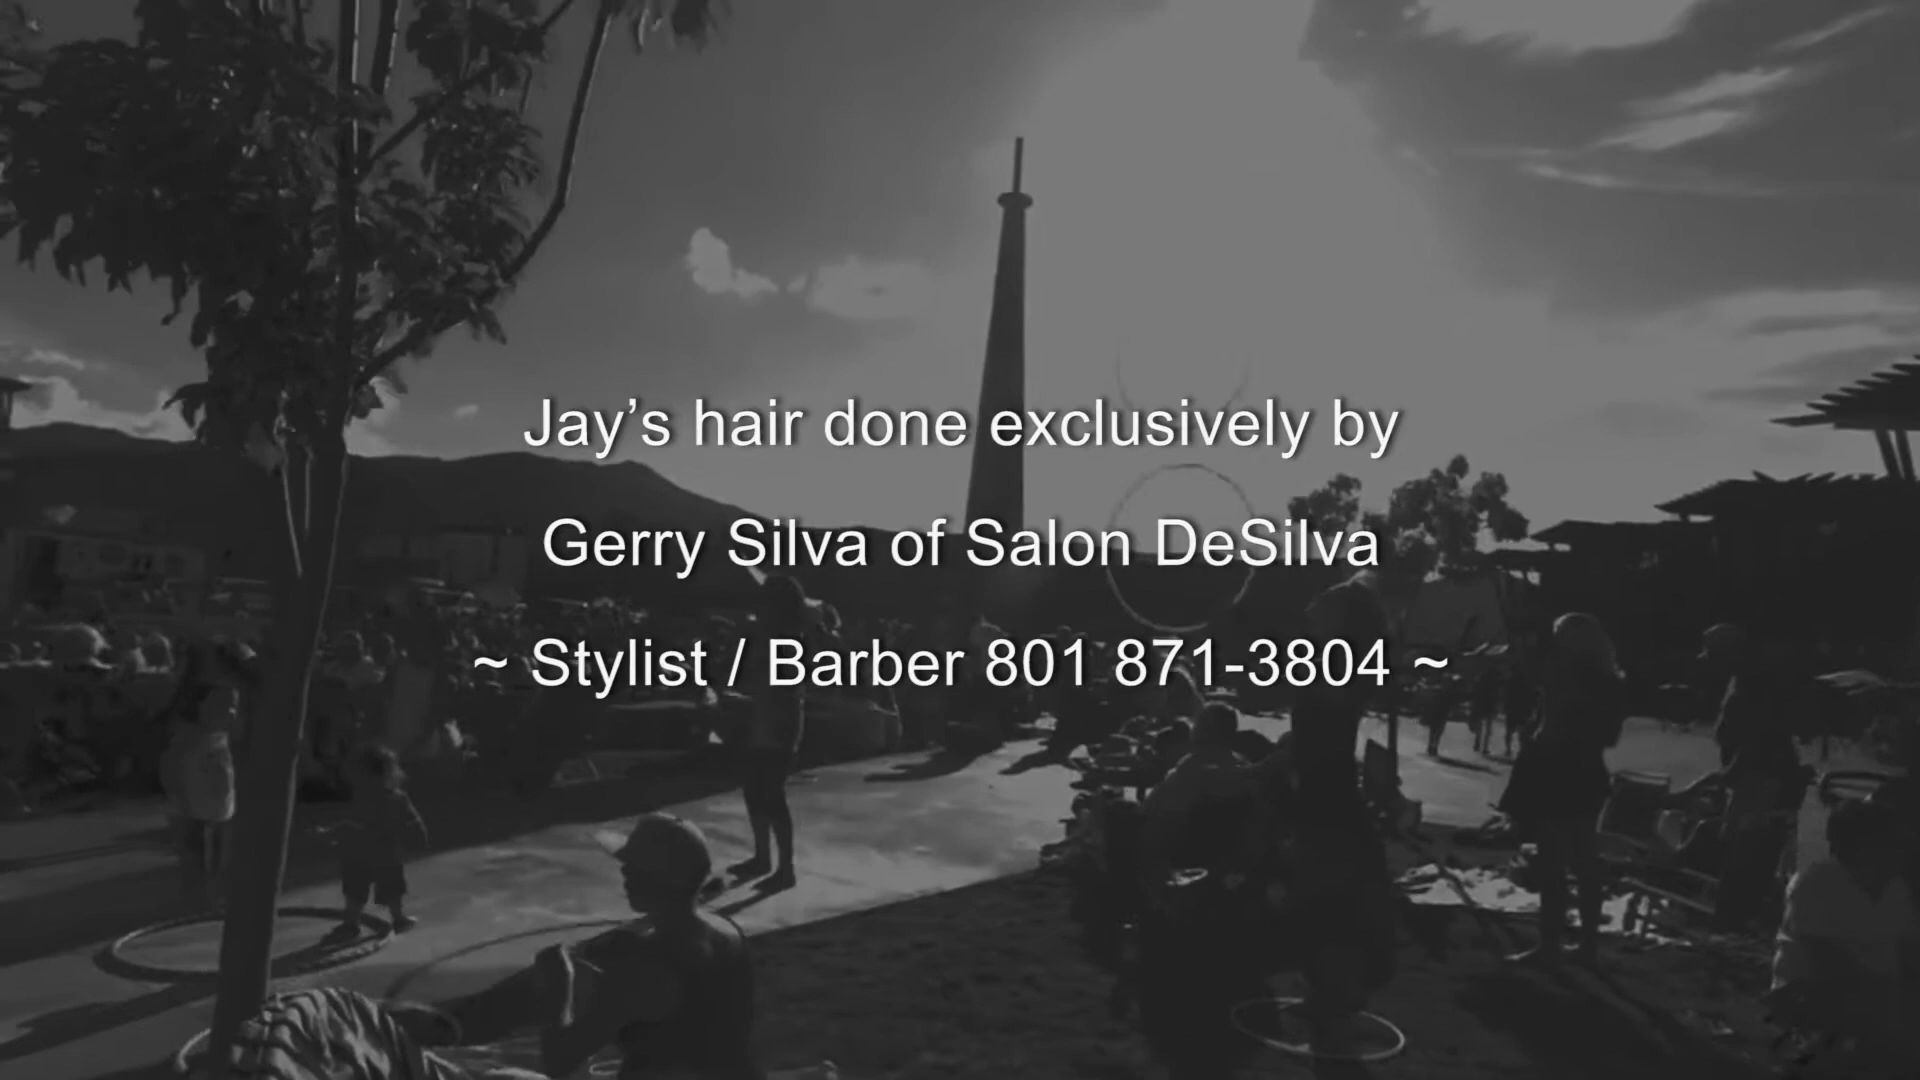 Jay’s hair done exclusively by
Gerry Silva of Salon DeSilva
~ Stylist / Barber 801 871-3804 ~